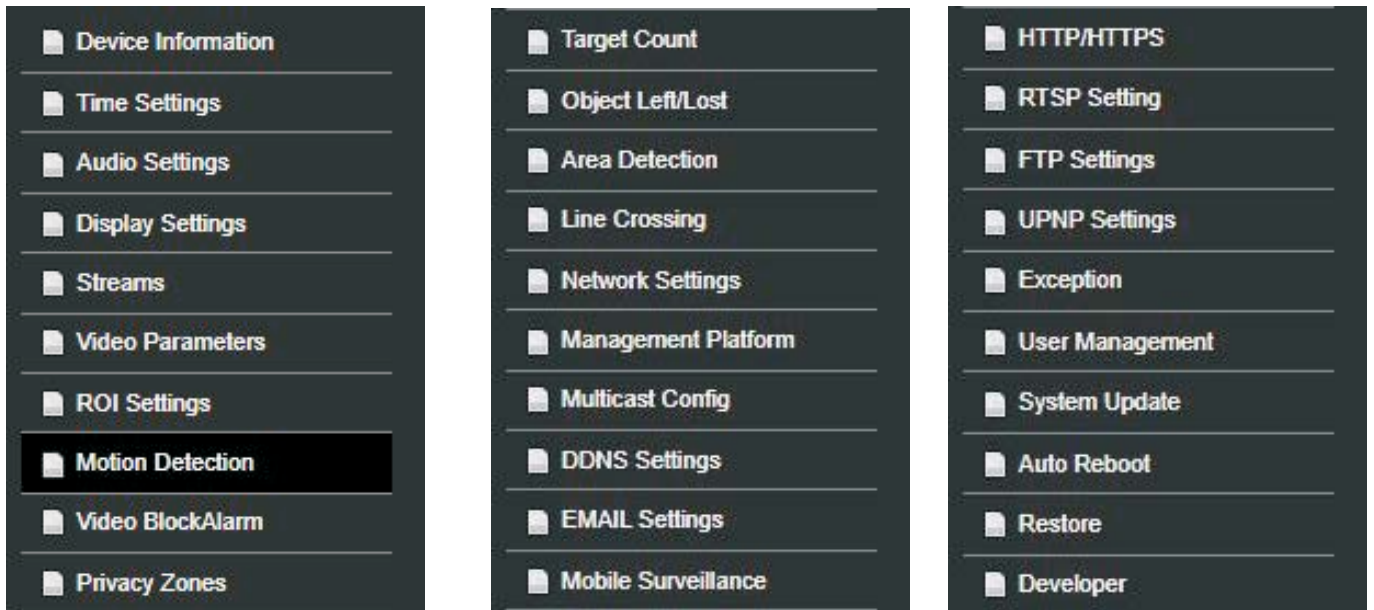 Device Information
Time Settings
Audio Settings
Display Settings
Streams
Video Parameters
ROI Settings
Motion Detection
Video BlockAlarm
Privacy Zones
Target Count
Object Left/Lost
Area Detection
Line Crossing
Network Settings
Management Platform
Multicast Config
DDNS Settings
EMAIL Settings
Mobile Surveillance
HTTP/HTTPS
RTSP Setting
FTP Settings
UPNP Settings
Exception
User Management
System Update
Auto Reboot
Restore
Developer